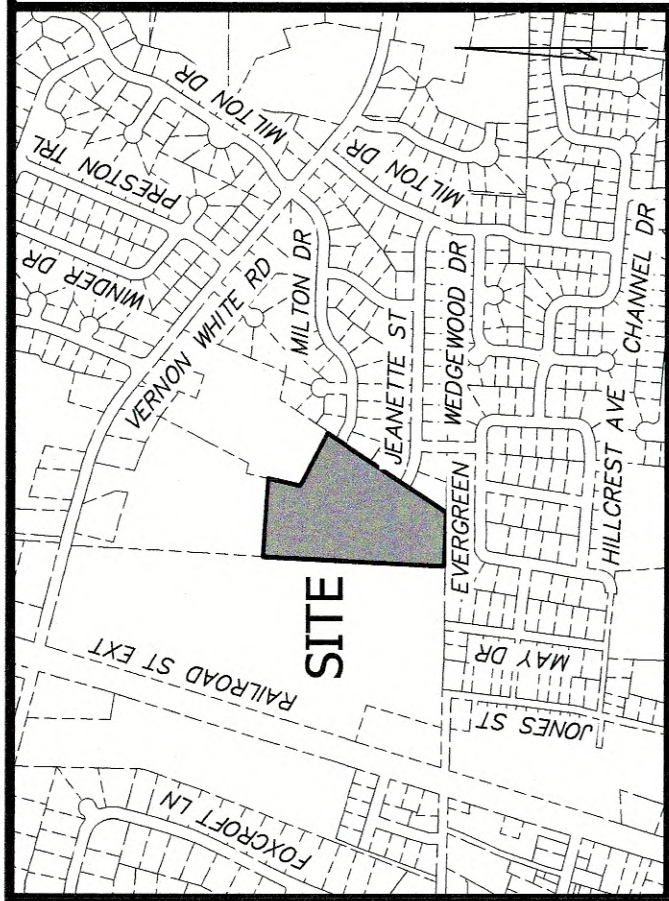 MILTON DR
PRESTON TRL
WINDER DR
VERNON WHITE RD
MILTON DR
MILTON DR
JEANETTE ST
WEDGEWOOD DR
EVERGREEN
CHANNEL DR
HILLCREST AVE
SITE
RAILROAD ST EXT
MAY DR
JONES ST
FOXCROFT LN